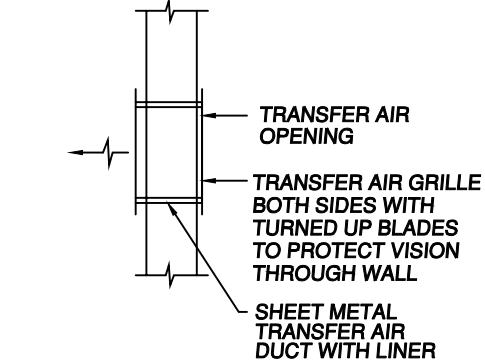 TRANSFER AIR
OPENING
TRANSFER AIR GRILLE
BOTH SIDES WITH
TURNED UP BLADES
TO PROTECT VISION
THROUGH WALL
SHEET METAL
TRANSFER AIR
DUCT WITH LINER